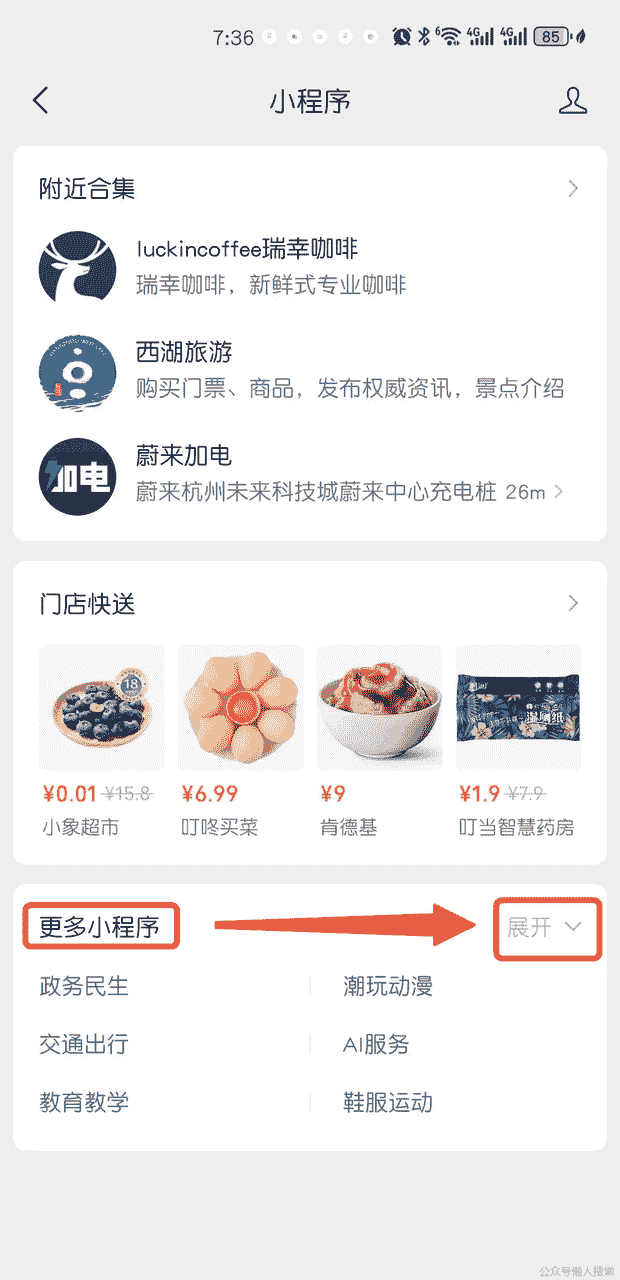 7:36
6 4G 4G 85
小程序
附近合集
luckincoffee瑞幸咖啡
瑞幸咖啡，新鲜式专业咖啡
西湖旅游
购买门票、商品，发布权威资讯，景点介绍
加电
蔚来加电
蔚来杭州未来科技城蔚来中心充电桩 26m
门店快送
18
湿厕纸
¥0.01 ¥15.8
小象超市
¥6.99
叮咚买菜
¥9
肯德基
¥1.9 ¥7.9
叮当智慧药房
更多小程序
展开
政务民生
潮玩动漫
交通出行
AI服务
教育教学
鞋服运动
公众号懒人搜索